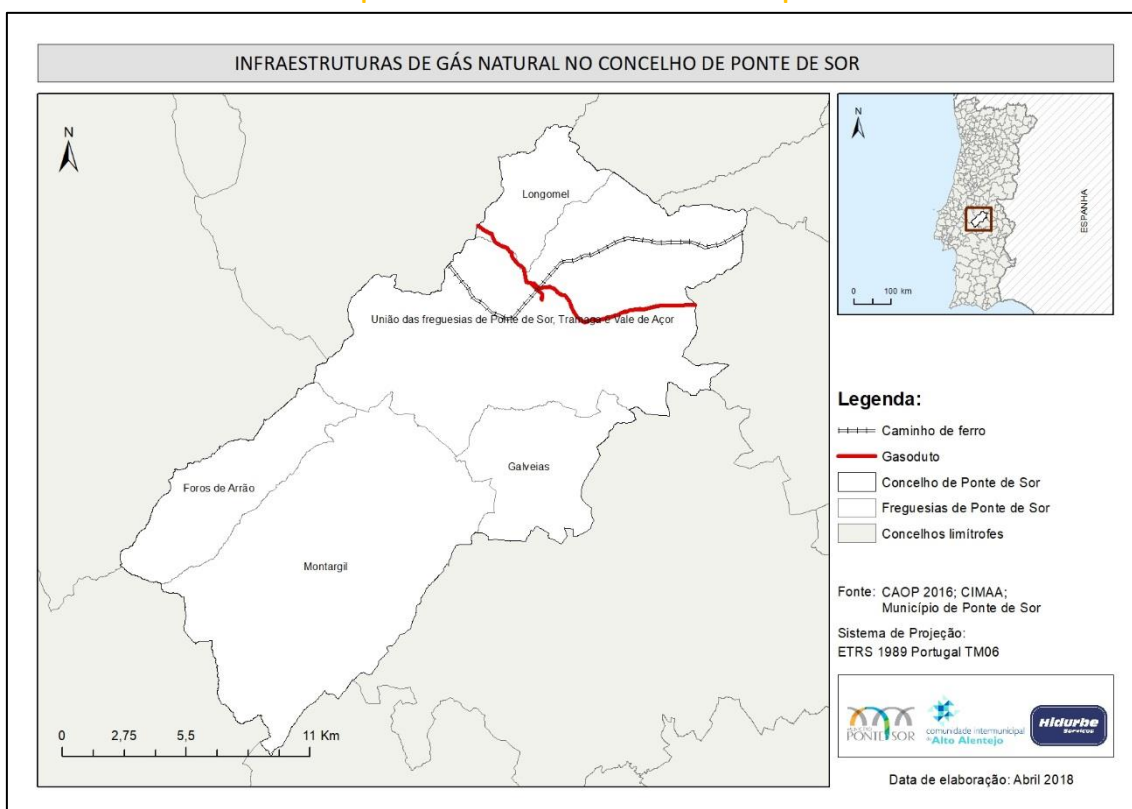 INFRAESTRUTURAS DE GÁS NATURAL NO CONCELHO DE PONTE DE SOR
N
Longomel
União das freguesias de Ponte de Sor, Tramaga e Vale de Açor
Galveias
Foros de Arrão
Montargil
0 2,75 5,5 11 Km
N
ESPANHA
0 100 km
Legenda:
Caminho de ferro
Gasoduto
Concelho de Ponte de Sor
Freguesias de Ponte de Sor
Concelhos limítrofes
Fonte: CAOP 2016; CIMAA;
Município de Ponte de Sor
Sistema de Projeção:
ETRS 1989 Portugal TM06
MUNICÍPIO
PONTE SOR
comunidade intermunicipal
do Alto Alentejo
Hidurbe
Serviços
Data de elaboração: Abril 2018